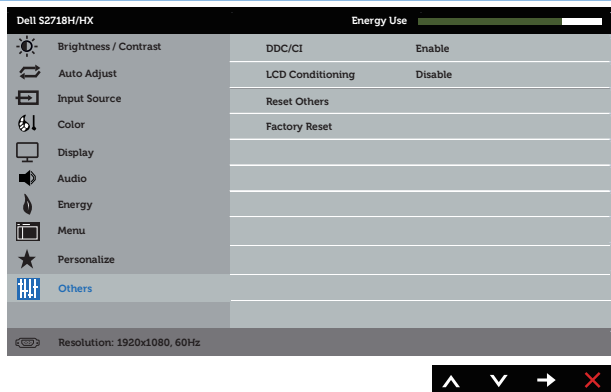 Dell S2718H/HX Energy Use
Brightness / Contrast DDC/CI Enable
Auto Adjust LCD Conditioning Disable
Input Source Reset Others
Color Factory Reset
Display
Audio
Energy
Menu
Personalize
Others
Resolution: 1920x1080, 60Hz